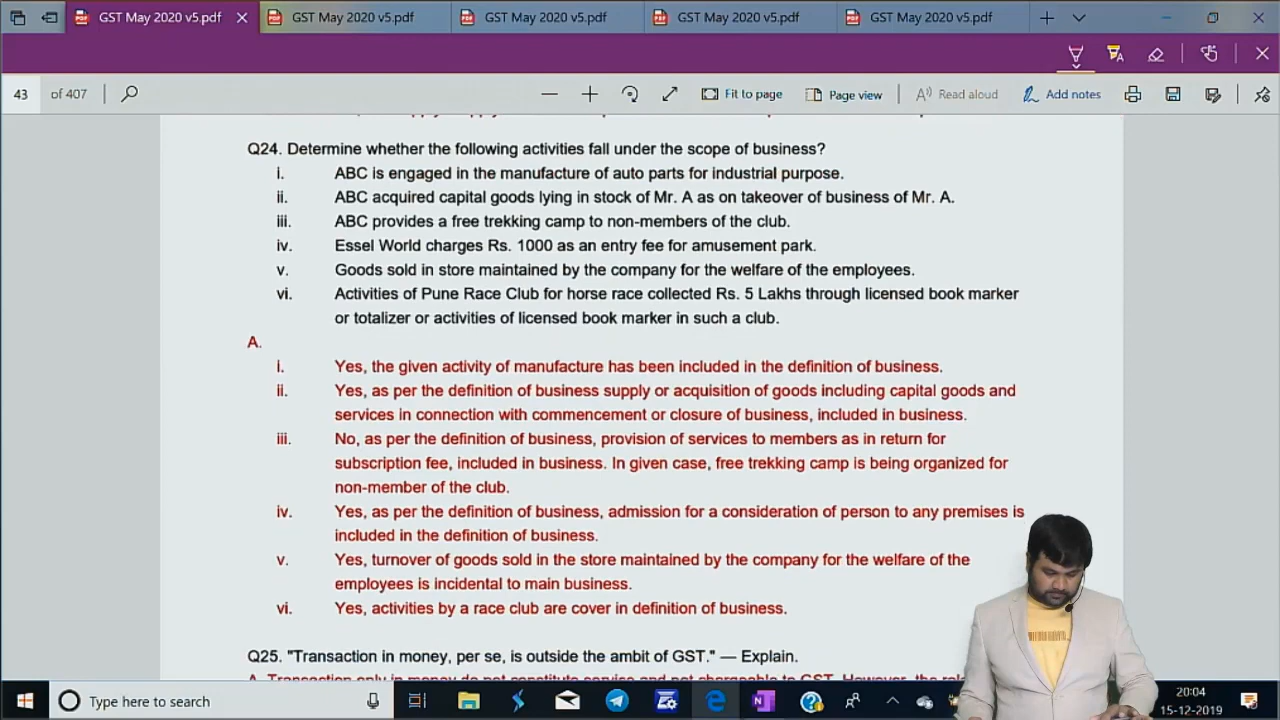 GST May 2020 v5.pdf
GST May 2020 v5.pdf
GST May 2020 v5.pdf
GST May 2020 v5.pdf
GST May 2020 v5.pdf
43 of 407
Fit to page
Page view
Read aloud
Add notes
Q24. Determine whether the following activities fall under the scope of business?
i. ABC is engaged in the manufacture of auto parts for industrial purpose.
ii. ABC acquired capital goods lying in stock of Mr. A as on takeover of business of Mr. A.
iii. ABC provides a free trekking camp to non-members of the club.
iv. Essel World charges Rs. 1000 as an entry fee for amusement park.
v. Goods sold in store maintained by the company for the welfare of the employees.
vi. Activities of Pune Race Club for horse race collected Rs. 5 Lakhs through licensed book marker
or totalizer or activities of licensed book marker in such a club.
A.
i. Yes, the given activity of manufacture has been included in the definition of business.
ii. Yes, as per the definition of business supply or acquisition of goods including capital goods and
services in connection with commencement or closure of business, included in business.
iii. No, as per the definition of business, provision of services to members as in return for
subscription fee, included in business. In given case, free trekking camp is being organized for
non-member of the club.
iv. Yes, as per the definition of business, admission for a consideration of person to any premises is
included in the definition of business.
v. Yes, turnover of goods sold in the store maintained by the company for the welfare of the
employees is incidental to main business.
vi. Yes, activities by a race club are cover in definition of business.
Q25. "Transaction in money, per se, is outside the ambit of GST." — Explain.
A. Transaction only in money do not constitute service and not chargeable to GST. However, the
Type here to search
20:04
15-12-2019